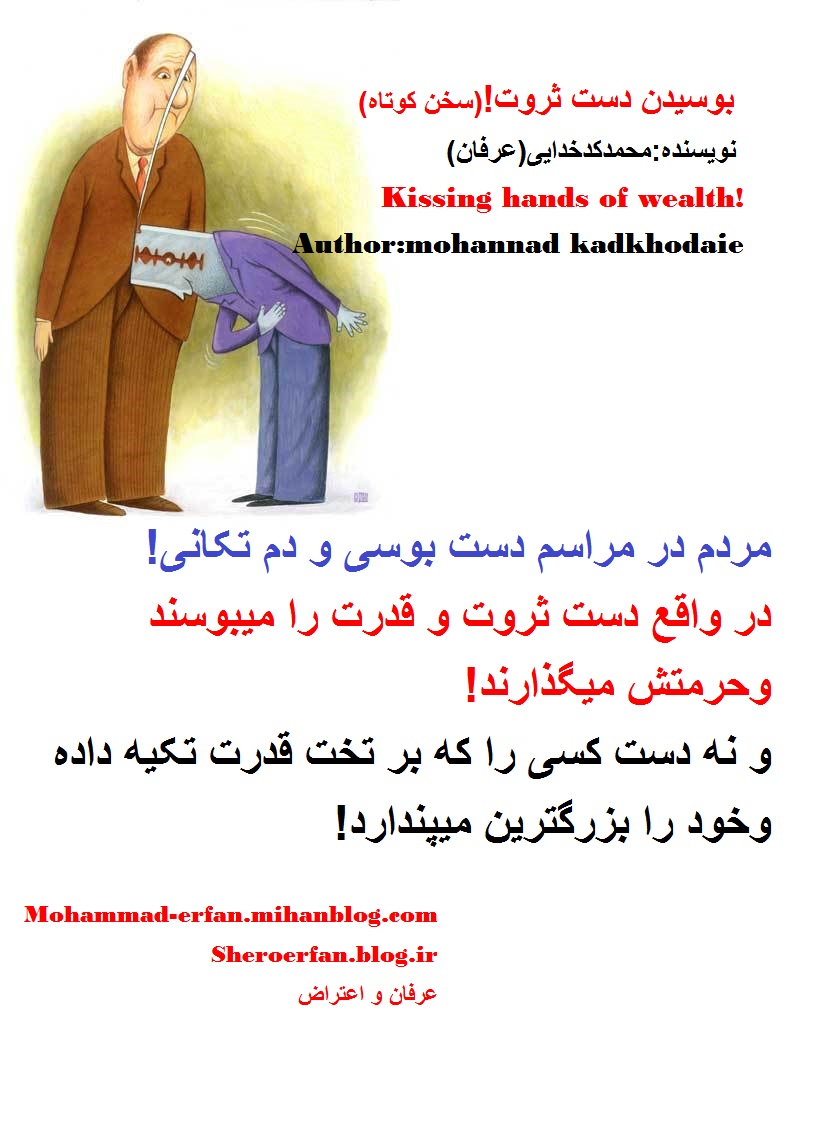 بوسیدن دست ثروت!(سخن کوتاه)
نویسنده:محمدکدخدایی(عرفان)
Kissing hands of wealth!
Author:mohannad kadkhodaie
مردم در مراسم دست بوسی و دم تکانی!
در واقع دست ثروت و قدرت را میبوسند
وحرمتش میگذارند!
و نه دست کسی را که بر تخت قدرت تکیه داده
وخود را بزرگترین میپندارد!
Mohammad-erfan.mihanblog.com
Sheroerfan.blog.ir
عرفان و اعتراض